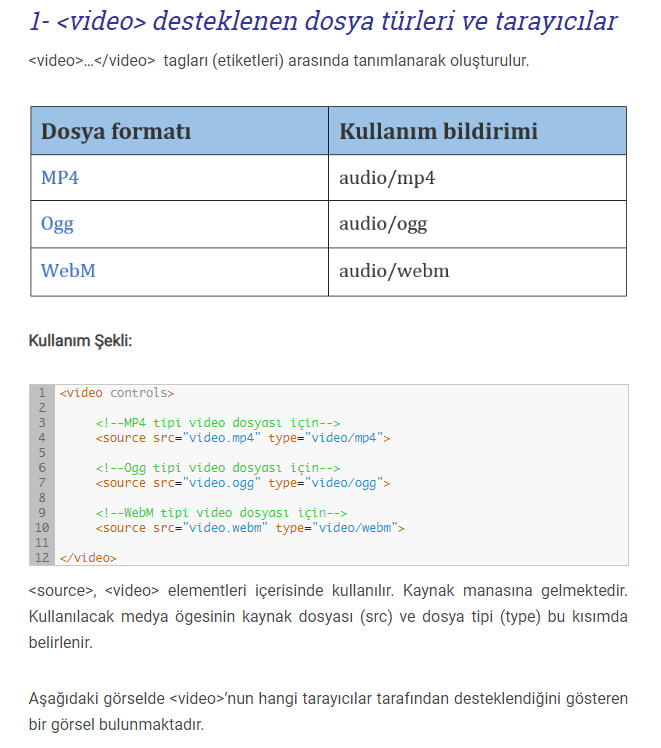 1- <video> desteklenen dosya türleri ve tarayıcılar
<video>…</video>  tagları (etiketleri) arasında tanımlanarak oluşturulur.
Dosya formatı    Kullanım bildirimi
MP4    audio/mp4
Ogg    audio/ogg
WebM    audio/webm
Kullanım Şekli:
1 <video controls>
2
3 <!--MP4 tipi video dosyası için-->
4 <source src="video.mp4" type="video/mp4">
5
6 <!--Ogg tipi video dosyası için-->
7 <source src="video.ogg" type="video/ogg">
8
9 <!--WebM tipi video dosyası için-->
10 <source src="video.webm" type="video/webm">
11
12 </video>
<source>, <video> elementleri içerisinde kullanılır. Kaynak manasına gelmektedir.
Kullanılacak medya ögesinin kaynak dosyası (src) ve dosya tipi (type) bu kısımda
belirlenir.
Aşağıdaki görselde <video>’nun hangi tarayıcılar tarafından desteklendiğini gösteren
bir görsel bulunmaktadır.